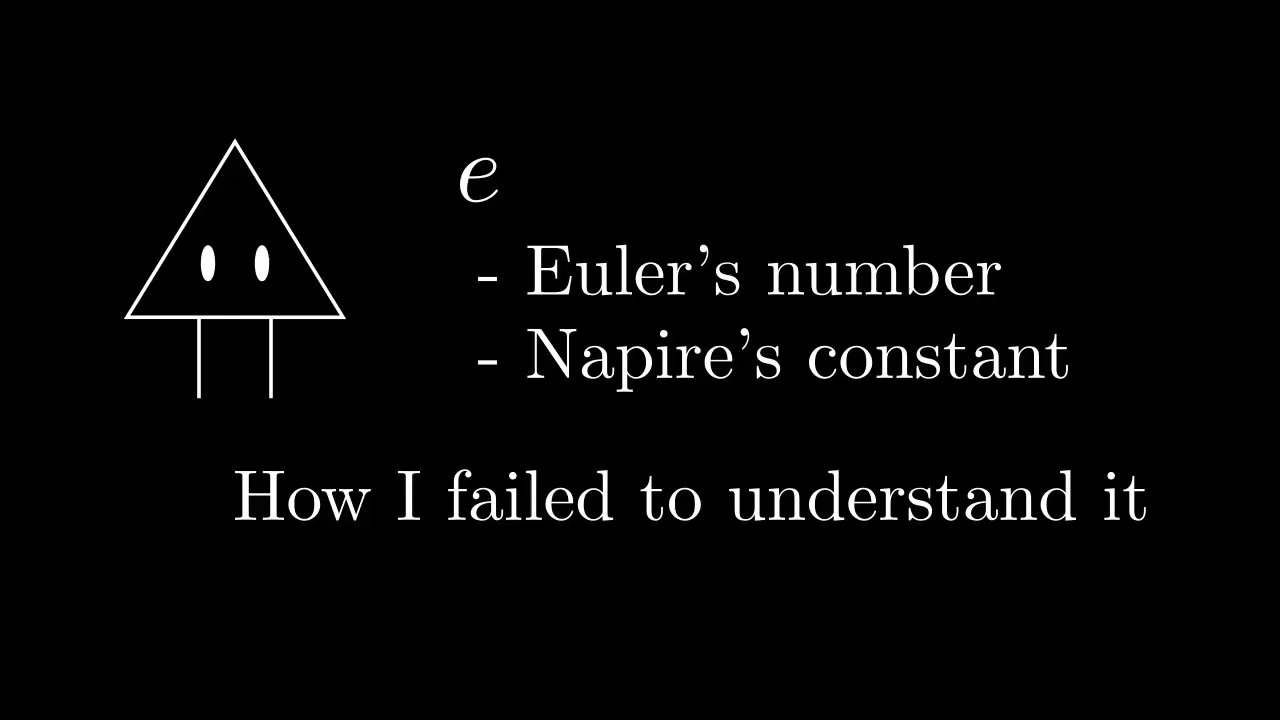 e
- Euler's number
- Napire's constant
How I failed to understand it